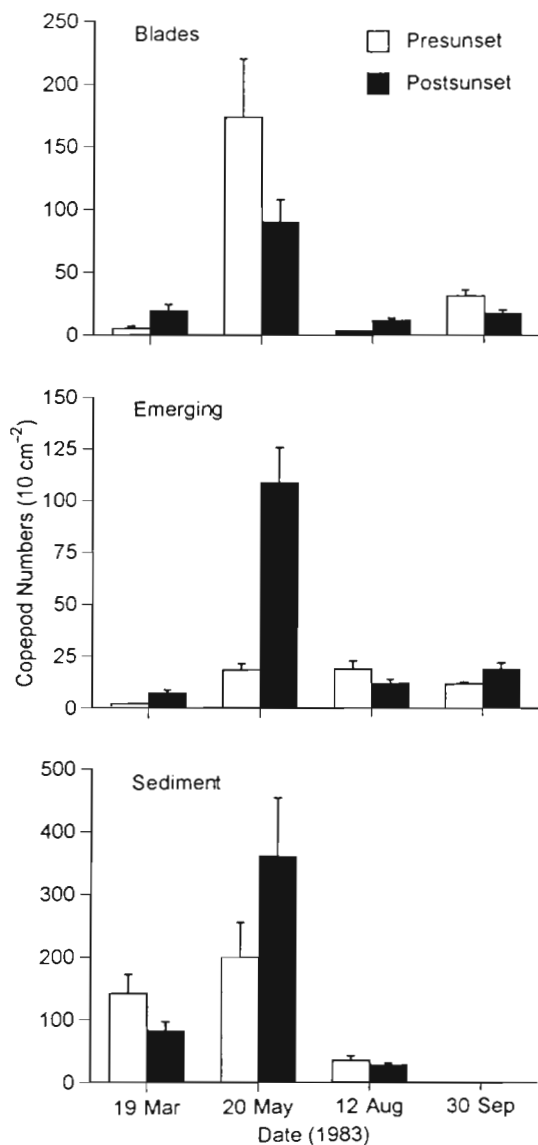 Blades
Presunset
Postsunset
250
200
150
100
50
0
Emerging
150
125
100
75
50
25
0
Copepod Numbers (10 cm⁻²)
Sediment
500
400
300
200
100
0
19 Mar 20 May 12 Aug 30 Sep
Date (1983)